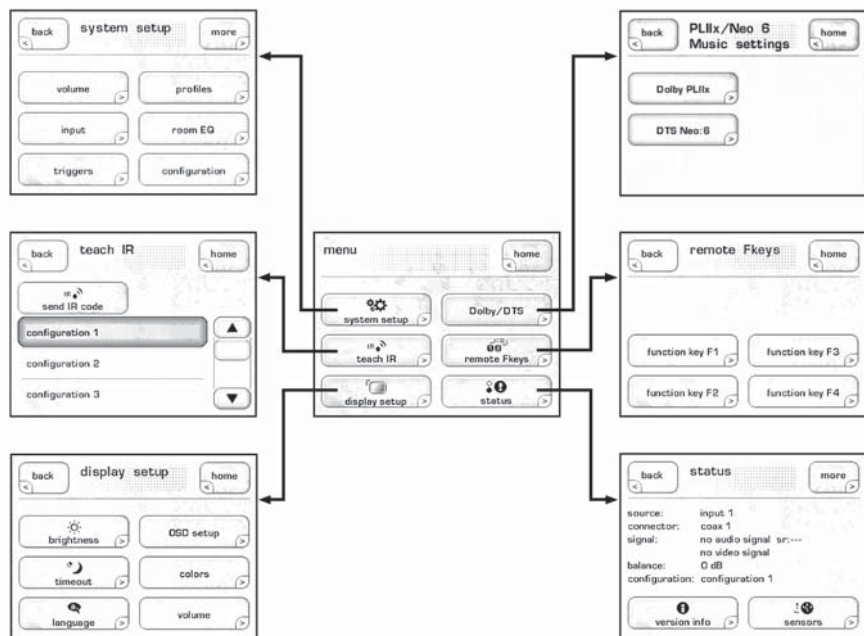 back system setup more
volume profiles
input room EQ
triggers configuration
back PLIIx/Neo 6 Music settings home
Dolby PLIIx
DTS Neo:6
back teach IR home
IR
send IR code
configuration 1
configuration 2
configuration 3
menu home
system setup Dolby/DTS
IR
teach IR remote Fkeys
display setup status
back remote Fkeys home
function key F1 function key F3
function key F2 function key F4
back display setup home
brightness OSD setup
timeout colors
language volume
back status more
source: input 1
connector: coax 1
signal: no audio signal sr:---
no video signal
balance: 0 dB
configuration: configuration 1
version info sensors